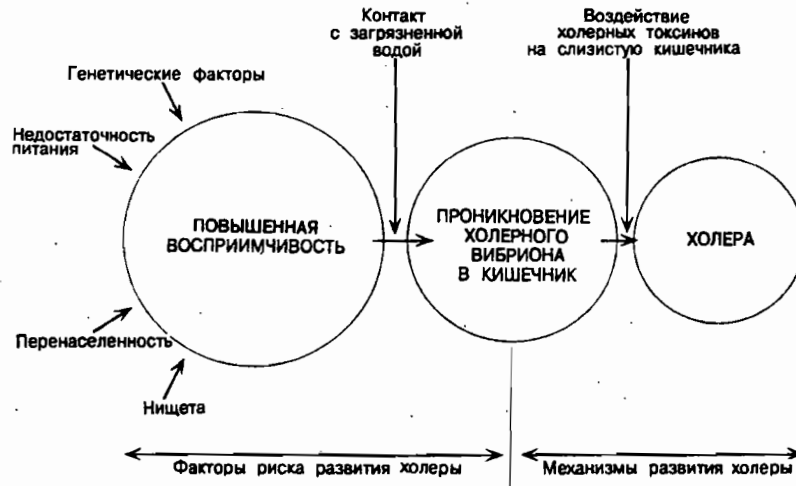 Контакт
с загрязненной
водой
Воздействие
холерных токсинов
на слизистую кишечника
Генетические факторы
Недостаточность
питания
ПОВЫШЕННАЯ
ВОСПРИИМЧИВОСТЬ
ПРОНИКНОВЕНИЕ
ХОЛЕРНОГО
ВИБРИОНА
В КИШЕЧНИК
ХОЛЕРА
Перенаселенность
Нищета
Факторы риска развития холеры
Механизмы развития холеры